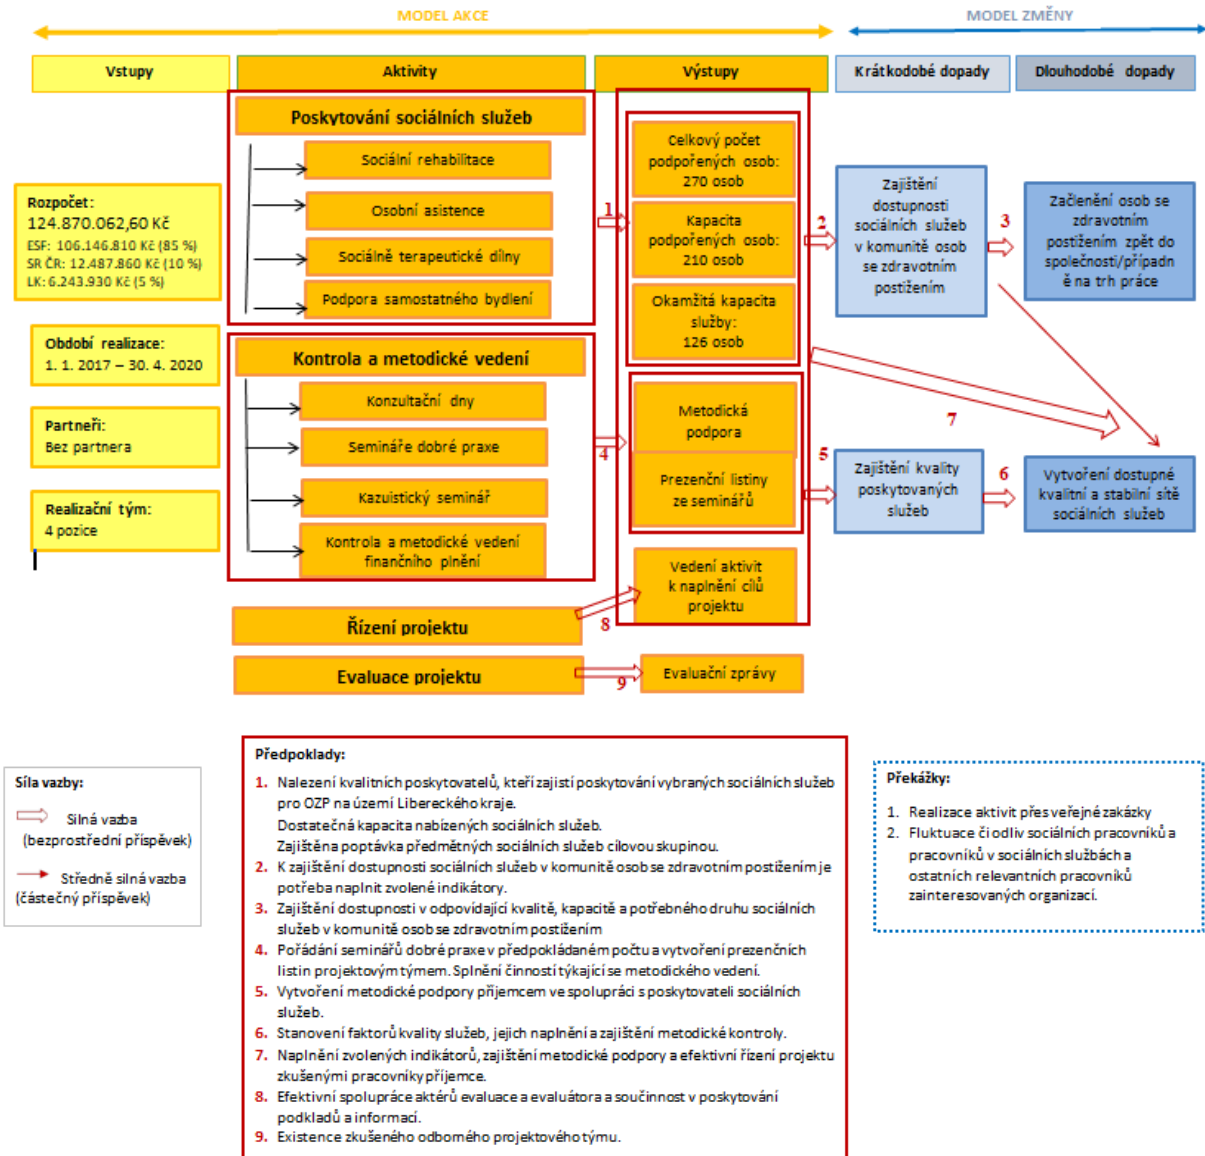 MODEL AKCE
MODEL ZMĚNY
Vstupy
Aktivity
Výstupy
Krátkodobé dopady
Dlouhodobé dopady
Rozpočet:
124.870.062,60 Kč
ESF: 106.146.810 Kč (85 %)
SR ČR: 12.487.860 Kč (10 %)
LK: 6.243.930 Kč (5 %)
Období realizace:
1. 1. 2017 – 30. 4. 2020
Partneři:
Bez partnera
Realizační tým:
4 pozice
Poskytování sociálních služeb
Sociální rehabilitace
Osobní asistence
Sociálně terapeutické dílny
Podpora samostatného bydlení
Kontrola a metodické vedení
Konzultační dny
Semináře dobré praxe
Kazuistický seminář
Kontrola a metodické vedení
finančního plnění
Řízení projektu
Evaluace projektu
1
4
8
9
Celkový počet
podpořených osob:
270 osob
Kapacita
podpořených osob:
210 osob
Okamžitá kapacita
služby:
126 osob
Metodická
podpora
Prezenční listiny
ze seminářů
Vedení aktivit
k naplnění cílů
projektu
Evaluační zprávy
2
5
Zajištění
dostupnosti
sociálních služeb
v komunitě osob
se zdravotním
postižením
Zajištění kvality
poskytovaných
služeb
3
7
6
Začlenění osob se
zdravotním
postižením zpět do
společnosti/případn
ě na trh práce
Vytvoření dostupné
kvalitní a stabilní sítě
sociálních služeb
Síla vazby:
Silná vazba
(bezprostřední příspěvek)
Středně silná vazba
(částečný příspěvek)
Předpoklady:
1. Nalezení kvalitních poskytovatelů, kteří zajistí poskytování vybraných sociálních služeb
pro OZP na území Libereckého kraje.
Dostatečná kapacita nabízených sociálních služeb.
Zajištěna poptávka předmětných sociálních služeb cílovou skupinou.
2. K zajištění dostupnosti sociálních služeb v komunitě osob se zdravotním postižením je
potřeba naplnit zvolené indikátory.
3. Zajištění dostupnosti v odpovídající kvalitě, kapacitě a potřebného druhu sociálních
služeb v komunitě osob se zdravotním postižením
4. Pořádání seminářů dobré praxe v předpokládaném počtu a vytvoření prezenčních
listin projektovým týmem. Splnění činností týkající se metodického vedení.
5. Vytvoření metodické podpory příjemcem ve spolupráci s poskytovateli sociálních
služeb.
6. Stanovení faktorů kvality služeb, jejich naplnění a zajištění metodické kontroly.
7. Naplnění zvolených indikátorů, zajištění metodické podpory a efektivní řízení projektu
zkušenými pracovníky příjemce.
8. Efektivní spolupráce aktérů evaluace a evaluátora a součinnost v poskytování
podkladů a informací.
9. Existence zkušeného odborného projektového týmu.
Překážky:
1. Realizace aktivit přes veřejné zakázky
2. Fluktuace či odliv sociálních pracovníků a
pracovníků v sociálních službách a
ostatních relevantních pracovníků
zainteresovaných organizací.